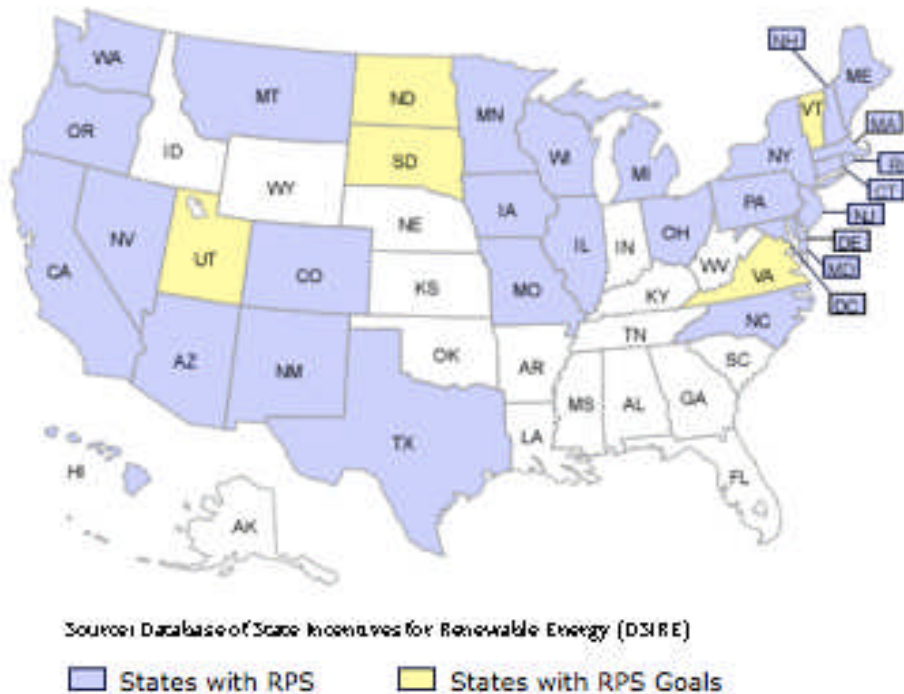 NH
WA
ME
MT
ND
MN
VT
OR
MA
ID
SD
WI
NY
RI
WY
MI
CT
IA
PA
NE
NJ
NV
OH
IL
IN
DE
UT
CA
CO
WV
MD
VA
KS
MO
KY
DC
NC
TN
OK
AZ
NM
AR
SC
MS
AL
GA
LA
TX
HI
FL
AK
Source: Database of State Incentives for Renewable Energy (DSIRE)
States with RPS States with RPS Goals